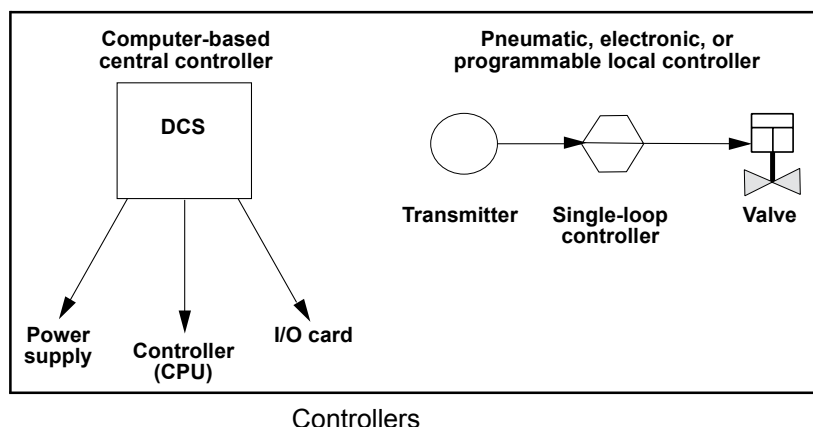 Computer-based
central controller
DCS
Power
supply
Controller
(CPU)
I/O card
Pneumatic, electronic, or
programmable local controller
Transmitter
Single-loop
controller
Valve
Controllers